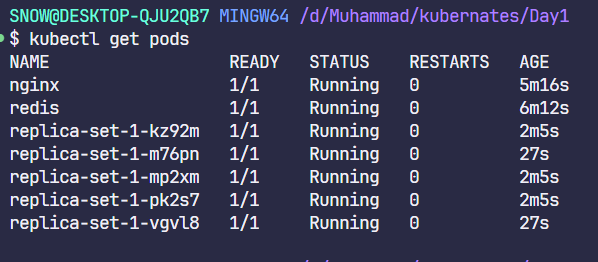 SNOW@DESKTOP-QJU2QB7 MINGW64 /d/Muhammad/kubernates/Day1
$ kubectl get pods
NAME READY STATUS RESTARTS AGE
nginx 1/1 Running 0 5m16s
redis 1/1 Running 0 6m12s
replica-set-1-kz92m 1/1 Running 0 2m5s
replica-set-1-m76pn 1/1 Running 0 27s
replica-set-1-mp2xm 1/1 Running 0 2m5s
replica-set-1-pk2s7 1/1 Running 0 2m5s
replica-set-1-vgvl8 1/1 Running 0 27s